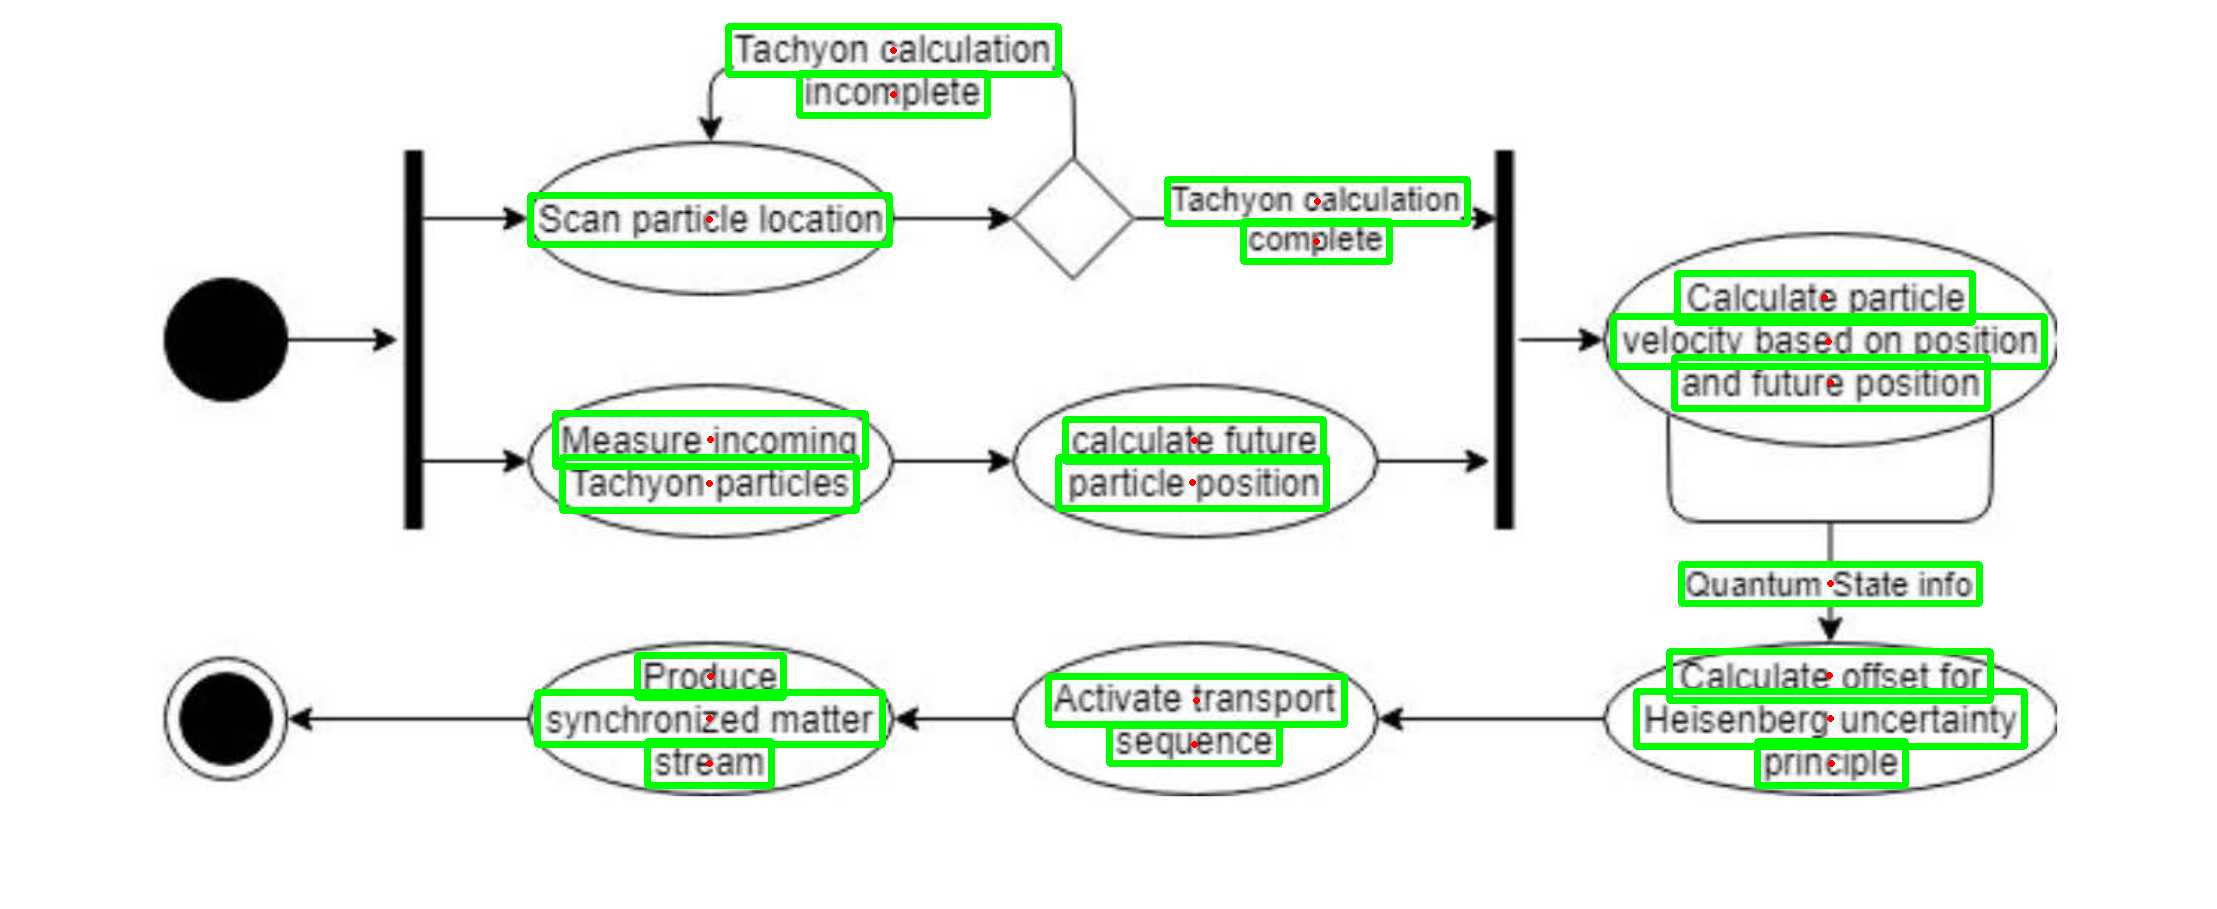 Tachyon calculation
incomplete
Scan particle location
Tachyon calculation
complete
Measure incoming
Tachyon particles
calculate future
particle position
Calculate particle
velocity based on position
and future position
Quantum State info
Calculate offset for
Heisenberg uncertainty
principle
Activate transport
sequence
Produce
synchronized matter
stream